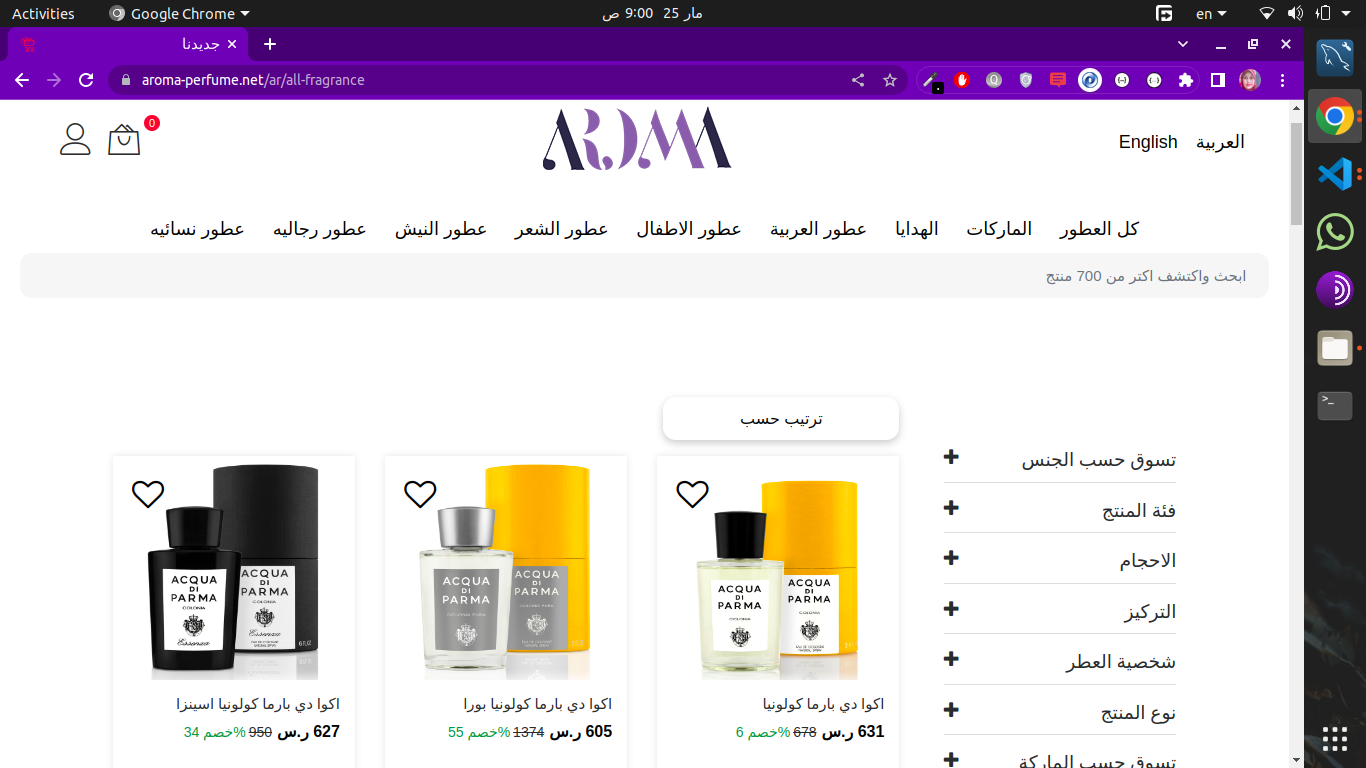 Activities
Google Chrome
مار 25 9:00 ص
en
جديدنا
aroma-perfume.net/ar/all-fragrance
0
AROMA
English
العربية
كل العطور
الماركات
الهدايا
عطور العربية
عطور الاطفال
عطور الشعر
عطور النيش
عطور رجاليه
عطور نسائيه
ابحث واكتشف اكتر من 700 منتج
ترتيب حسب
تسوق حسب الجنس
فئة المنتج
الاحجام
التركيز
شخصية العطر
نوع المنتج
تسوق حسب الماركة
ACQUA
DI
PARMA
COLONIA
ACQUA
DI
PARMA
COLONIA
اكوا دي بارما كولونيا
631 ر.س 678 %خصم 6
ACQUA
DI
PARMA
COLONIA PURA
ACQUA
DI
PARMA
اكوا دي بارما كولونيا بورا
605 ر.س 1374 %خصم 55
ACQUA
DI
PARMA
COLONIA
Essenza
ACQUA
DI
PARMA
COLONIA
Essenza
اكوا دي بارما كولونيا اسينزا
627 ر.س 950 %خصم 34